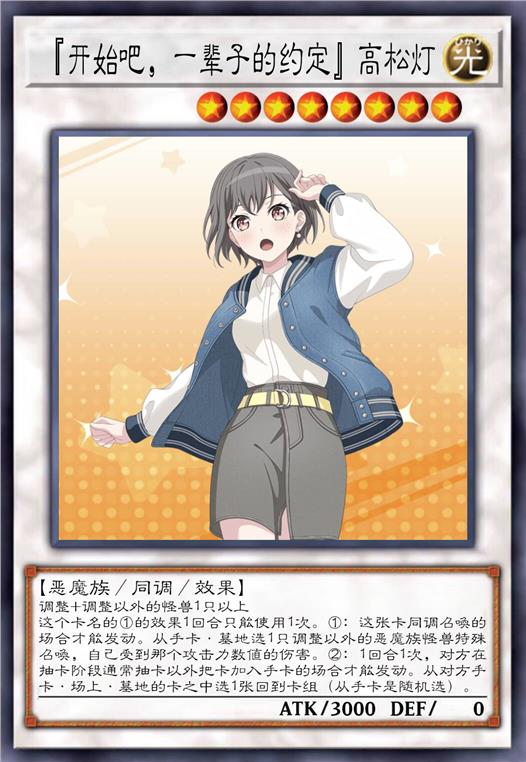 『开始吧，一辈子的约定』高松灯
ひかり
光
【恶魔族／同调／效果】
调整+调整以外的怪兽1只以上
这个卡名的①的效果1回合只能使用1次。①：这张卡同调召唤的
场合才能发动。从手卡·墓地选1只调整以外的恶魔族怪兽特殊
召唤，自己受到那个攻击力数值的伤害。②：1回合1次，对方在
抽卡阶段通常抽卡以外把卡加入手卡的场合才能发动。从对方手
卡·场上·墓地的卡之中选1张回到卡组（从手卡是随机选）。
ATK/3000 DEF/ 0